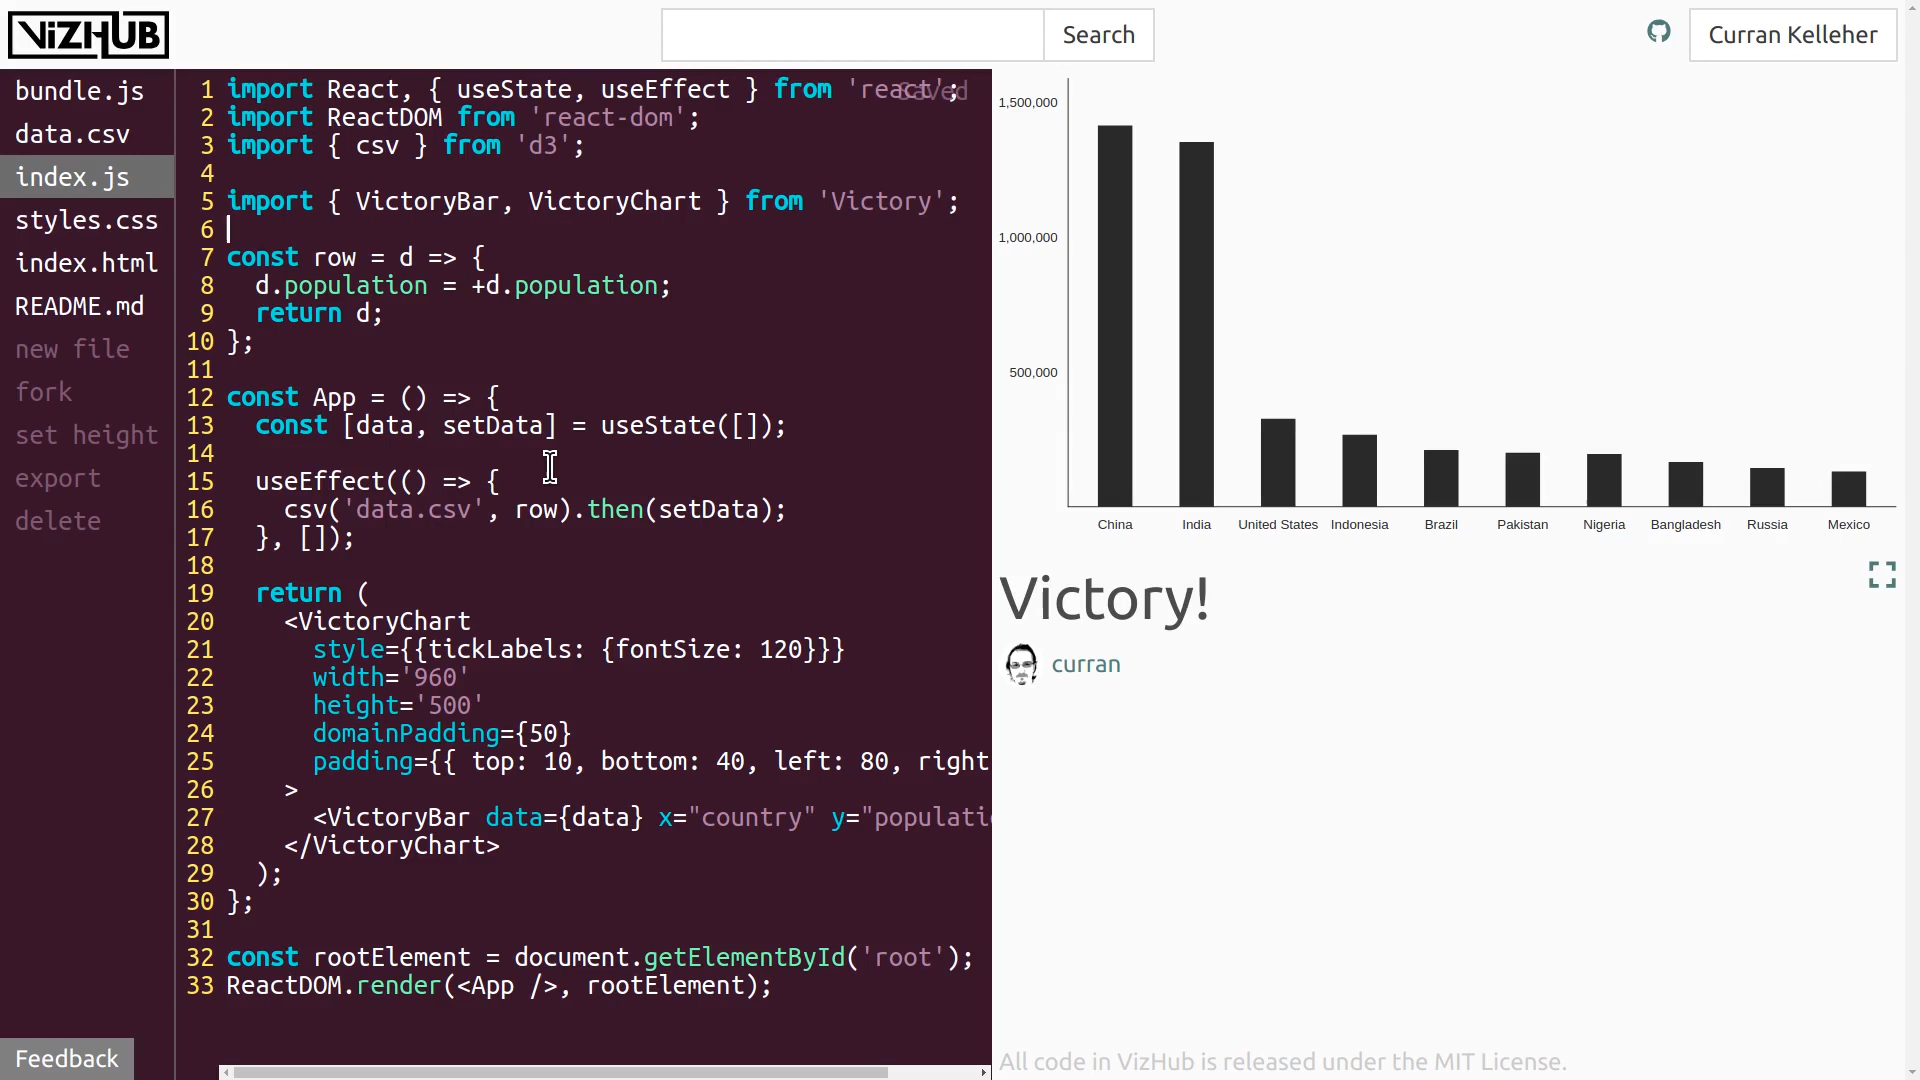 VIZHUB
Search
Curran Kelleher
bundle.js
data.csv
index.js
styles.css
index.html
README.md
new file
fork
set height
export
delete
Feedback
Saved
1 import React, { useState, useEffect } from 'react';
2 import ReactDOM from 'react-dom';
3 import { csv } from 'd3';
4
5 import { VictoryBar, VictoryChart } from 'Victory';
6
7 const row = d => {
8 d.population = +d.population;
9 return d;
10 };
11
12 const App = () => {
13 const [data, setData] = useState([]);
14
15 useEffect(() => {
16 csv('data.csv', row).then(setData);
17 }, []);
18
19 return (
20 <VictoryChart
21 style={{tickLabels: {fontSize: 120}}}
22 width='960'
23 height='500'
24 domainPadding={50}
25 padding={{ top: 10, bottom: 40, left: 80, right
26 >
27 <VictoryBar data={data} x="country" y="populati
28 </VictoryChart>
29 );
30 };
31
32 const rootElement = document.getElementById('root');
33 ReactDOM.render(<App />, rootElement);
1,500,000
1,000,000
500,000
China India United States Indonesia Brazil Pakistan Nigeria Bangladesh Russia Mexico
Victory!
curran
All code in VizHub is released under the MIT License.